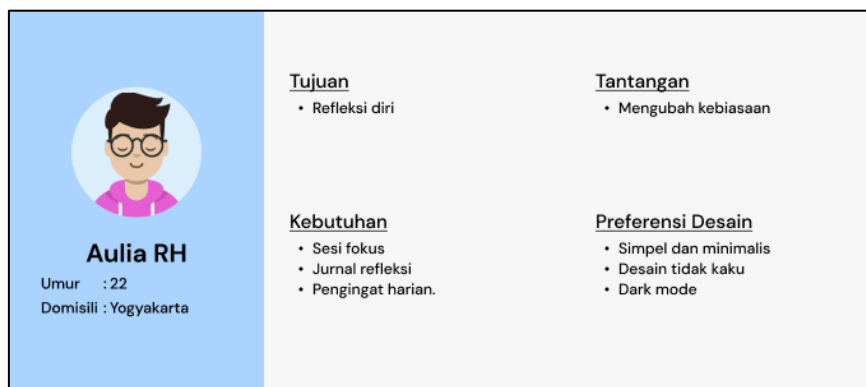 Aulia RH
Umur : 22
Domisili : Yogyakarta
Tujuan
• Refleksi diri
Tantangan
• Mengubah kebiasaan
Kebutuhan
• Sesi fokus
• Jurnal refleksi
• Pengingat harian.
Preferensi Desain
• Simpel dan minimalis
• Desain tidak kaku
• Dark mode